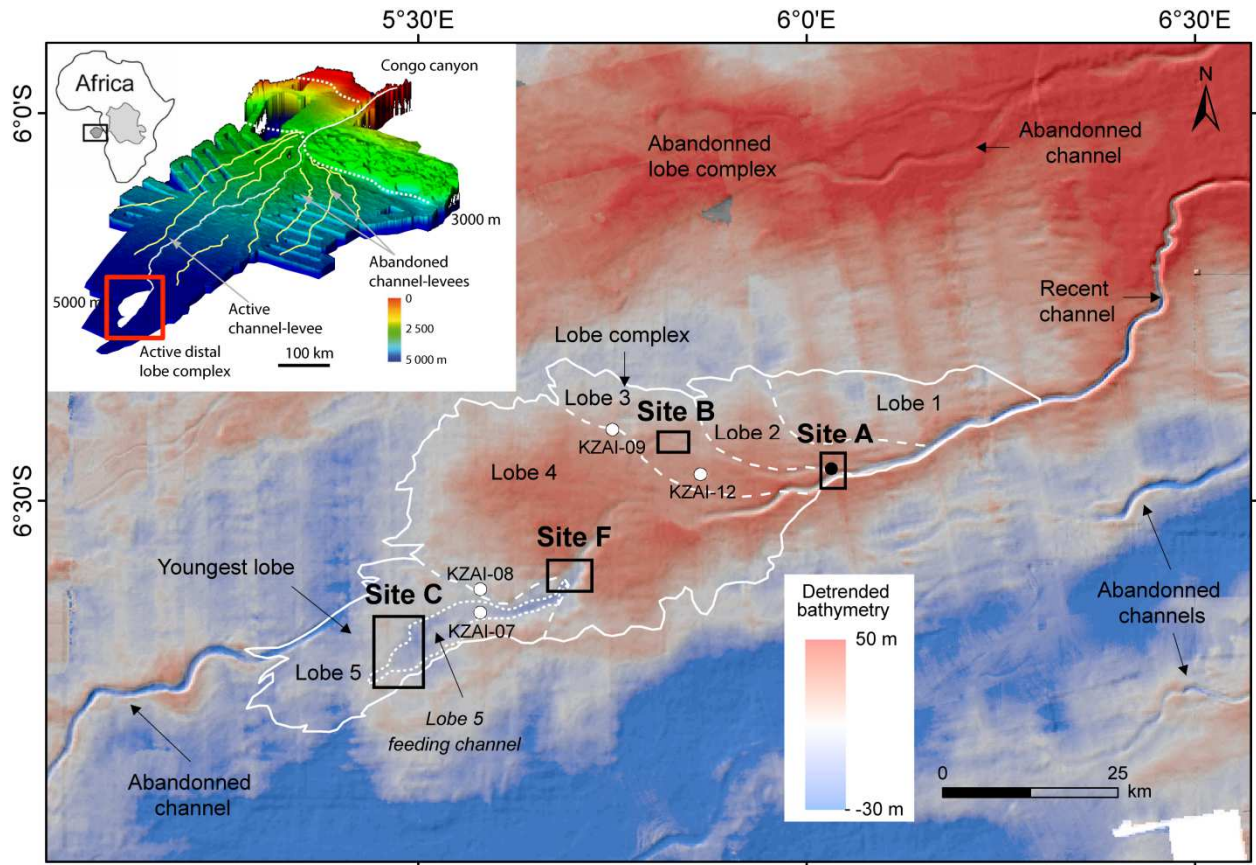 5°30'E
6°0'E
6°30'E
6°0'S
6°30'S
Africa
Congo canyon
3000 m
Abandoned
channel-levees
5000 m
Active
channel-levee
0
2 500
5 000 m
Active distal
lobe complex
100 km
N
Abandonned
lobe complex
Abandonned
channel
Recent
channel
Lobe complex
Lobe 3
Lobe 1
Site B
Lobe 2
Site A
KZAI-09
Lobe 4
KZAI-12
Site F
Youngest lobe
KZAI-08
Site C
KZAI-07
Lobe 5
Lobe 5
feeding channel
Abandonned
channel
Abandonned
channels
Detrended
bathymetry
50 m
-30 m
0
25
km